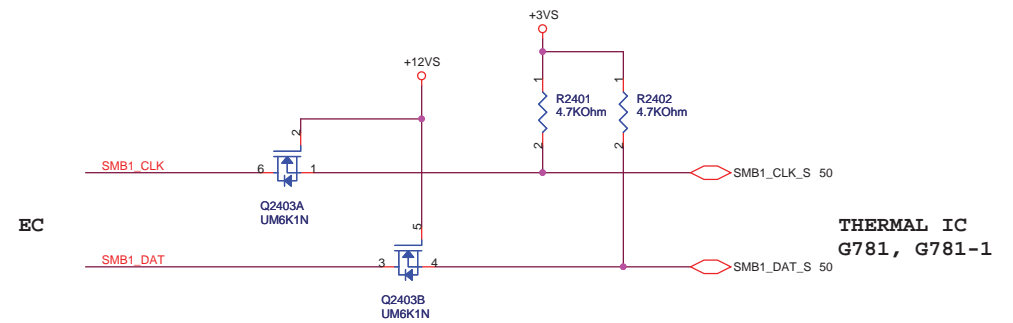 +3VS
+12VS
1
1
R2401
4.7KOhm
R2402
4.7KOhm
2
2
2
SMB1_CLK
6
1
SMB1_CLK_S 50
Q2403A
UM6K1N
EC
5
THERMAL IC
G781, G781-1
SMB1_DAT
3
4
SMB1_DAT_S 50
Q2403B
UM6K1N